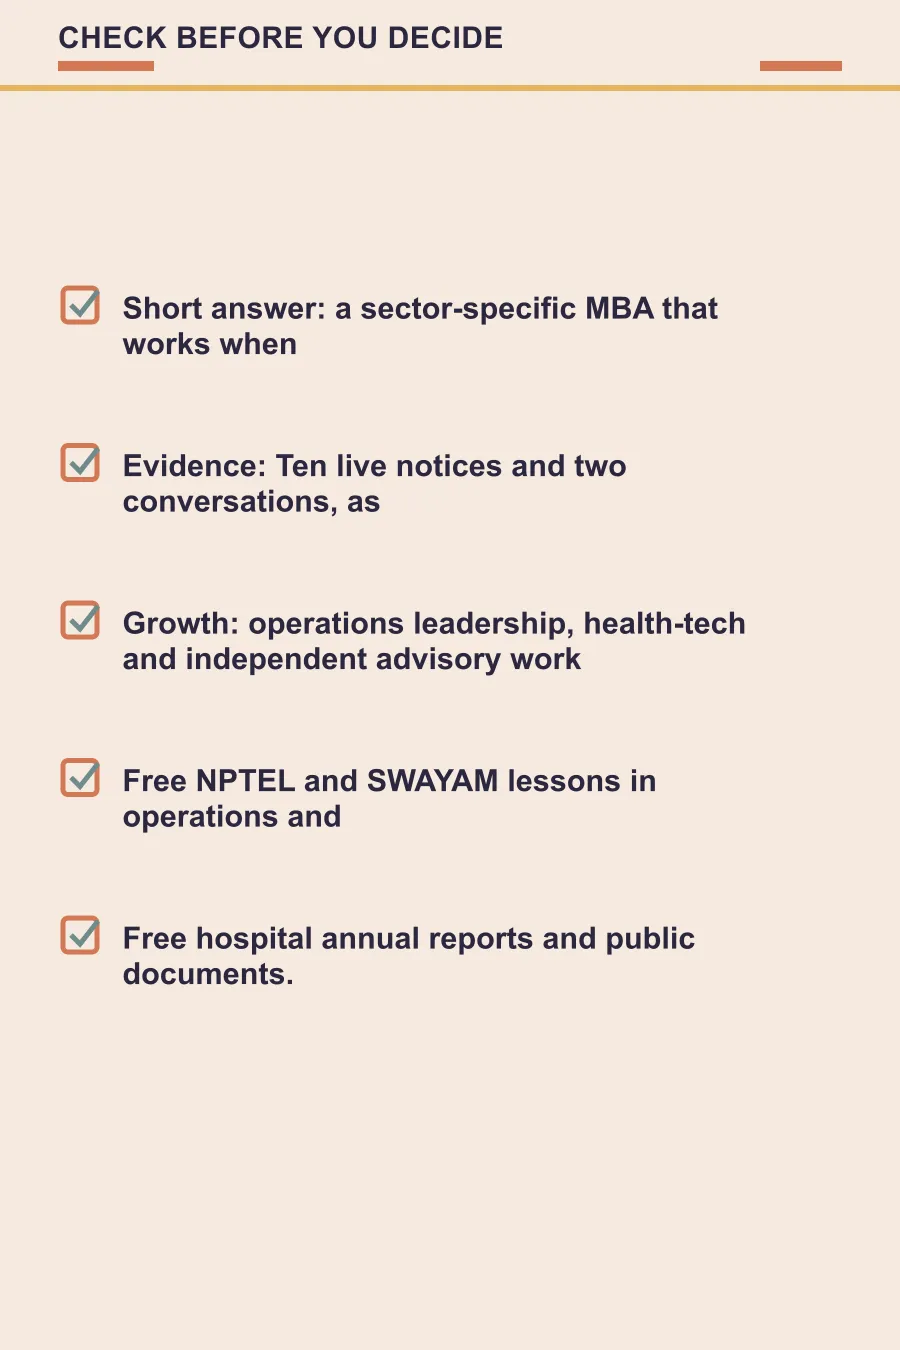 CHECK BEFORE YOU DECIDE
Short answer: a sector-specific MBA that
works when
Evidence: Ten live notices and two
conversations, as
Growth: operations leadership, health-tech
and independent advisory work
Free NPTEL and SWAYAM lessons in
operations and
Free hospital annual reports and public
documents.